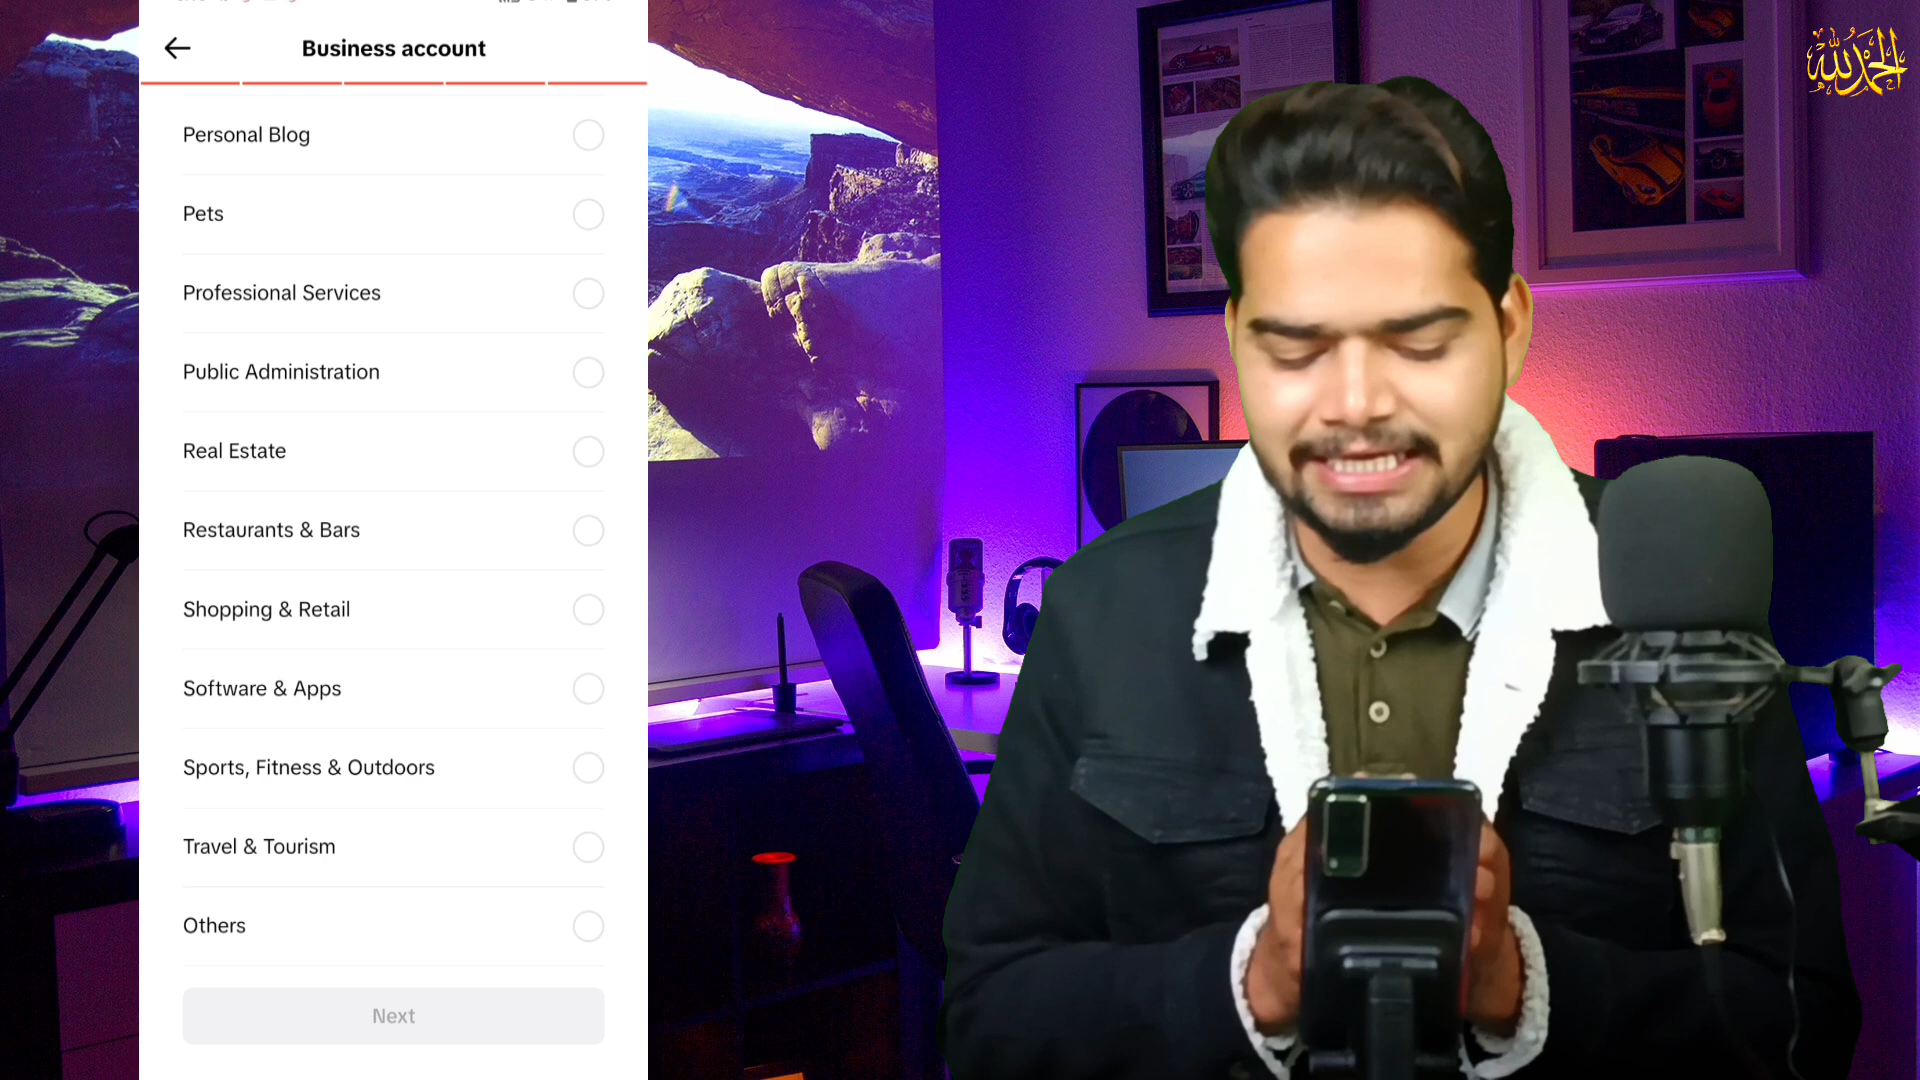 Business account
Personal Blog
Pets
Professional Services
Public Administration
Real Estate
Restaurants & Bars
Shopping & Retail
Software & Apps
Sports, Fitness & Outdoors
Travel & Tourism
Others
Next
الحمد لله